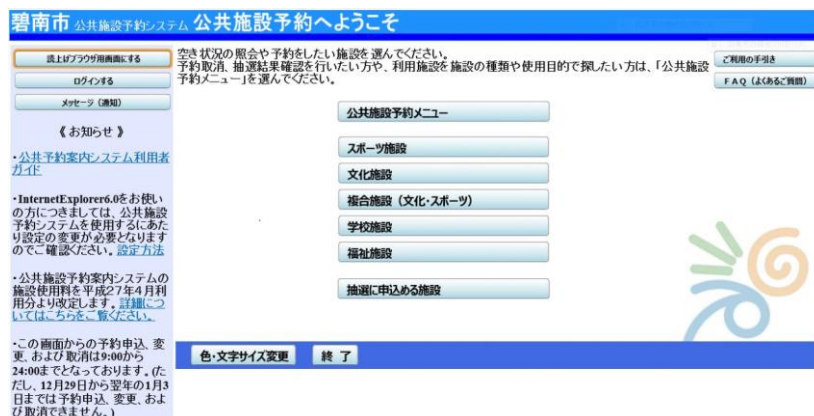 碧南市 公共施設予約システム 公共施設予約へようこそ
読上げブラウザ用画面にする
ログインする
メッセージ（通知）
《 お知らせ 》
・公共予約案内システム利用者
ガイド
・InternetExplorer6.0をお使い
の方につきましては、公共施設
予約システムを使用するにあた
り設定の変更が必要となります
のでご確認ください。設定方法
・公共施設予約案内システムの
施設使用料を平成27年4月利
用分より改定します。詳細につ
いてはこちらをご覧ください。
・この画面からの予約申込、変
更、および取消は9:00から
24:00までとなっております。(た
だし、12月29日から翌年の1月3
日までは予約申込、変更、およ
び取消できません。)
空き状況の照会や予約をしたい施設を選んでください。
予約取消、抽選結果確認を行いたい方や、利用施設を施設の種類や使用目的で探したい方は、「公共施設
予約メニュー」を選んでください。
公共施設予約メニュー
スポーツ施設
文化施設
複合施設（文化・スポーツ）
学校施設
福祉施設
抽選に申込める施設
ご利用の手引き
ＦＡＱ（よくあるご質問）
色・文字サイズ変更
終 了